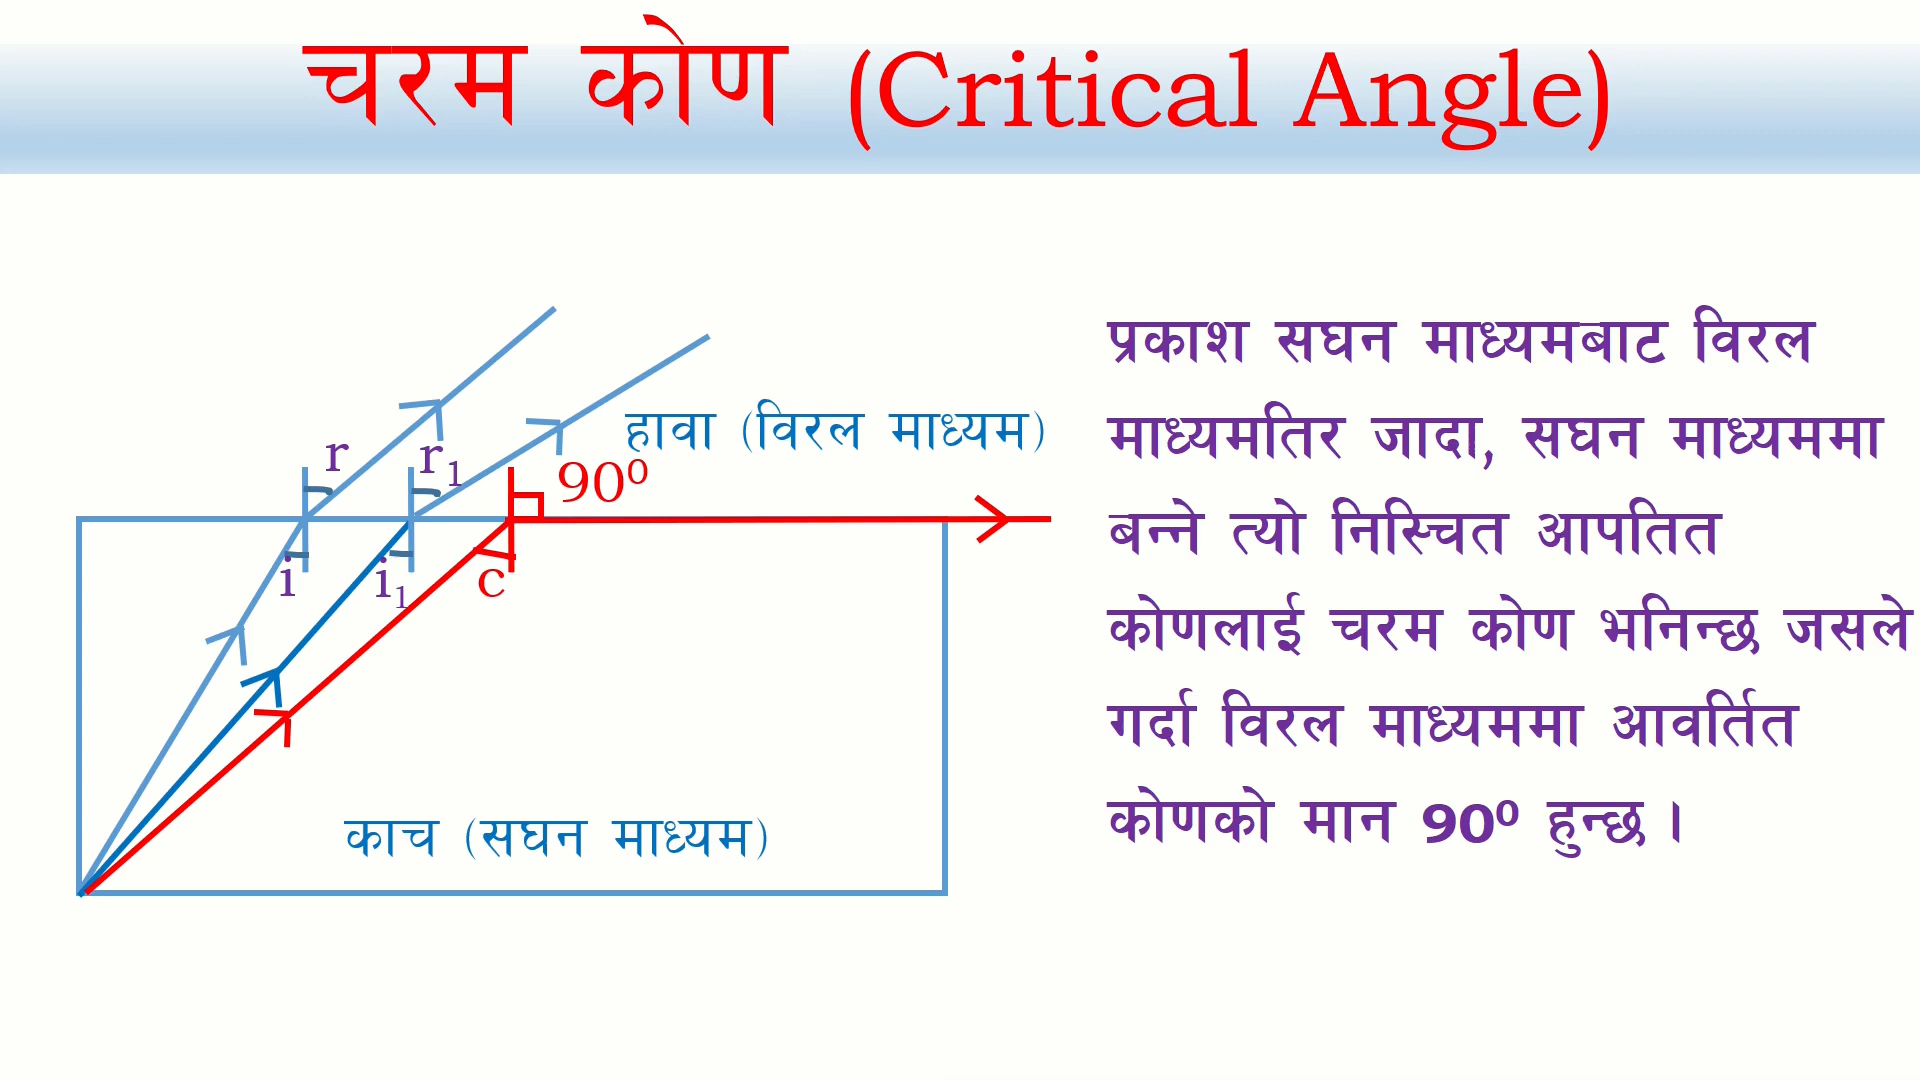 चरम कोण (Critical Angle)
प्रकाश सघन माध्यमबाट विरल
माध्यमतिर जादा, सघन माध्यममा
बन्ने त्यो निस्चित आपतित
कोणलाई चरम कोण भनिन्छ जसले
गर्दा विरल माध्यममा आवर्तित
कोणको मान 90⁰ हुन्छ ।
हावा (विरल माध्यम)
r
r₁
90⁰
i
i₁
c
काच (सघन माध्यम)